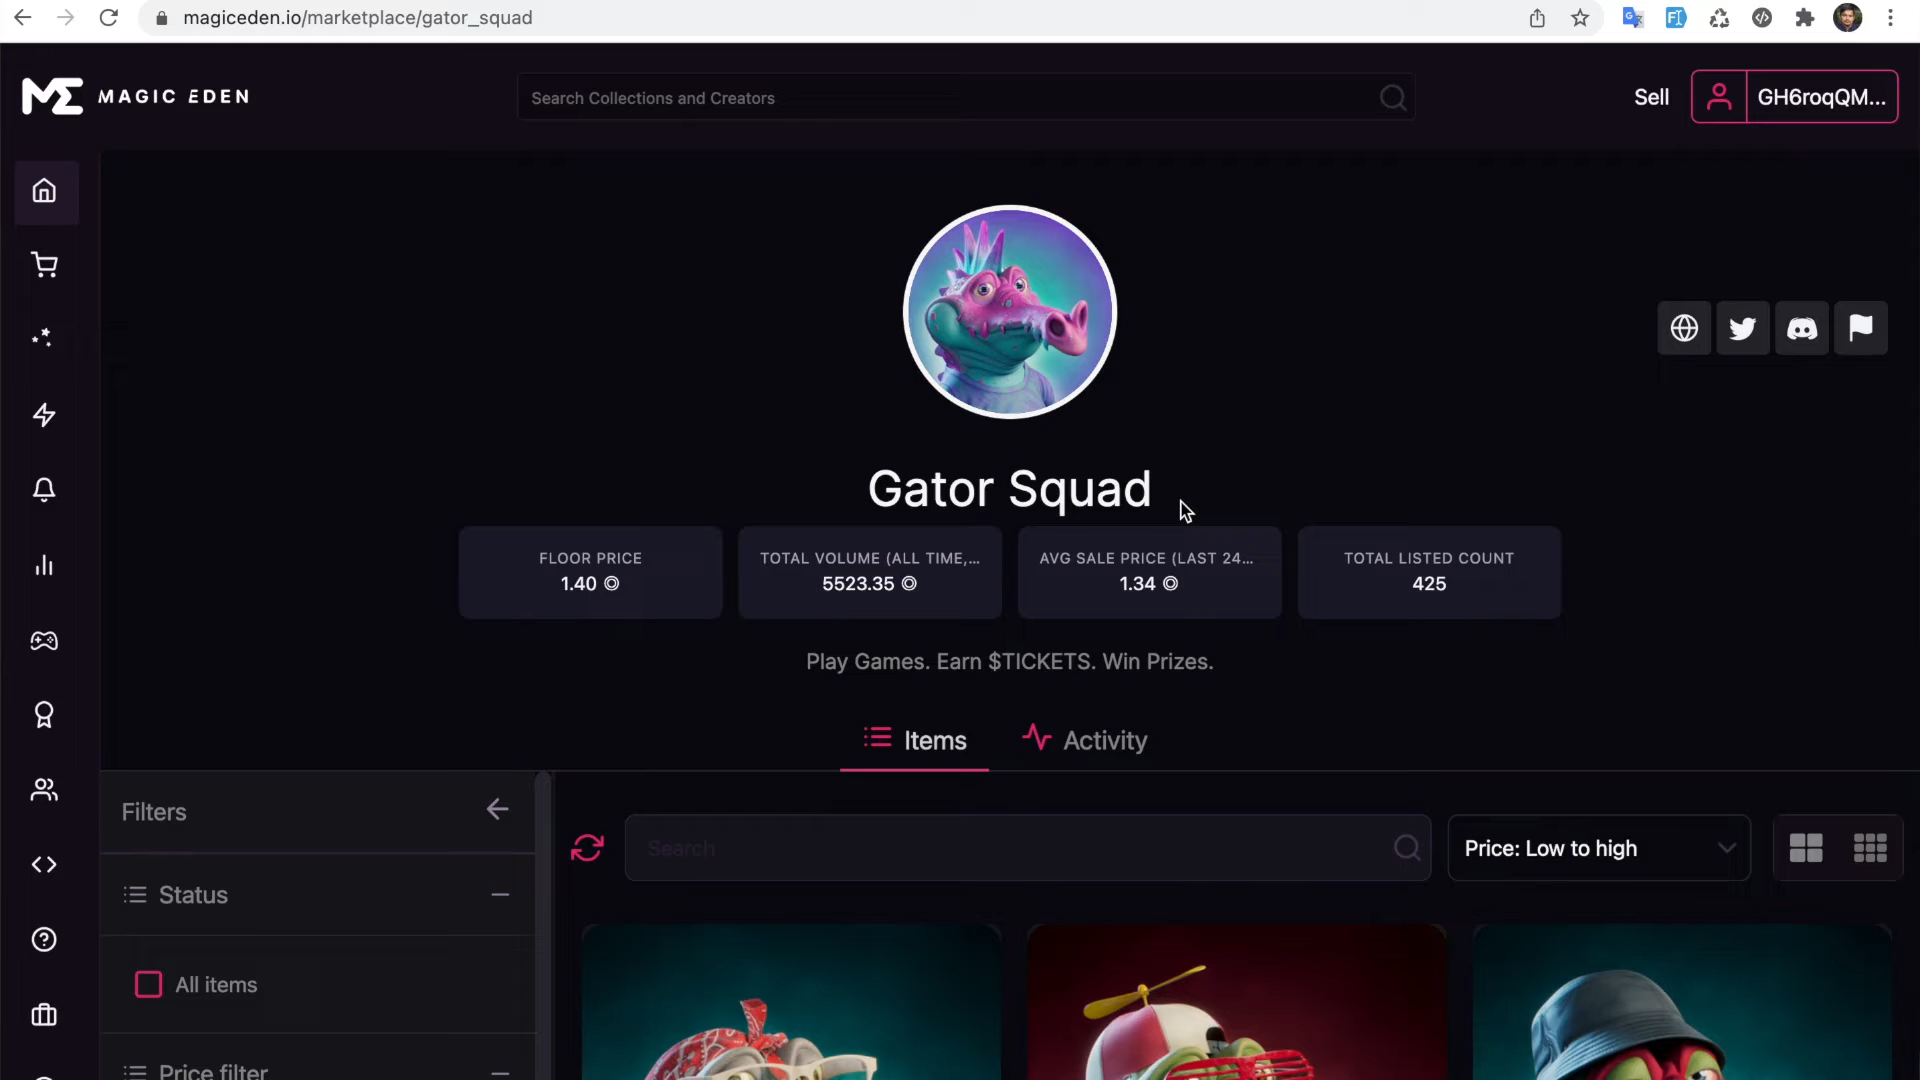 magiceden.io/marketplace/gator_squad
MAGIC EDEN
Search Collections and Creators
Sell
GH6roqQM...
Gator Squad
FLOOR PRICE
1.40
TOTAL VOLUME (ALL TIME,...
5523.35
AVG SALE PRICE (LAST 24...
1.34
TOTAL LISTED COUNT
425
Play Games. Earn $TICKETS. Win Prizes.
Items
Activity
Filters
Search
Price: Low to high
Status
All items
Price filter